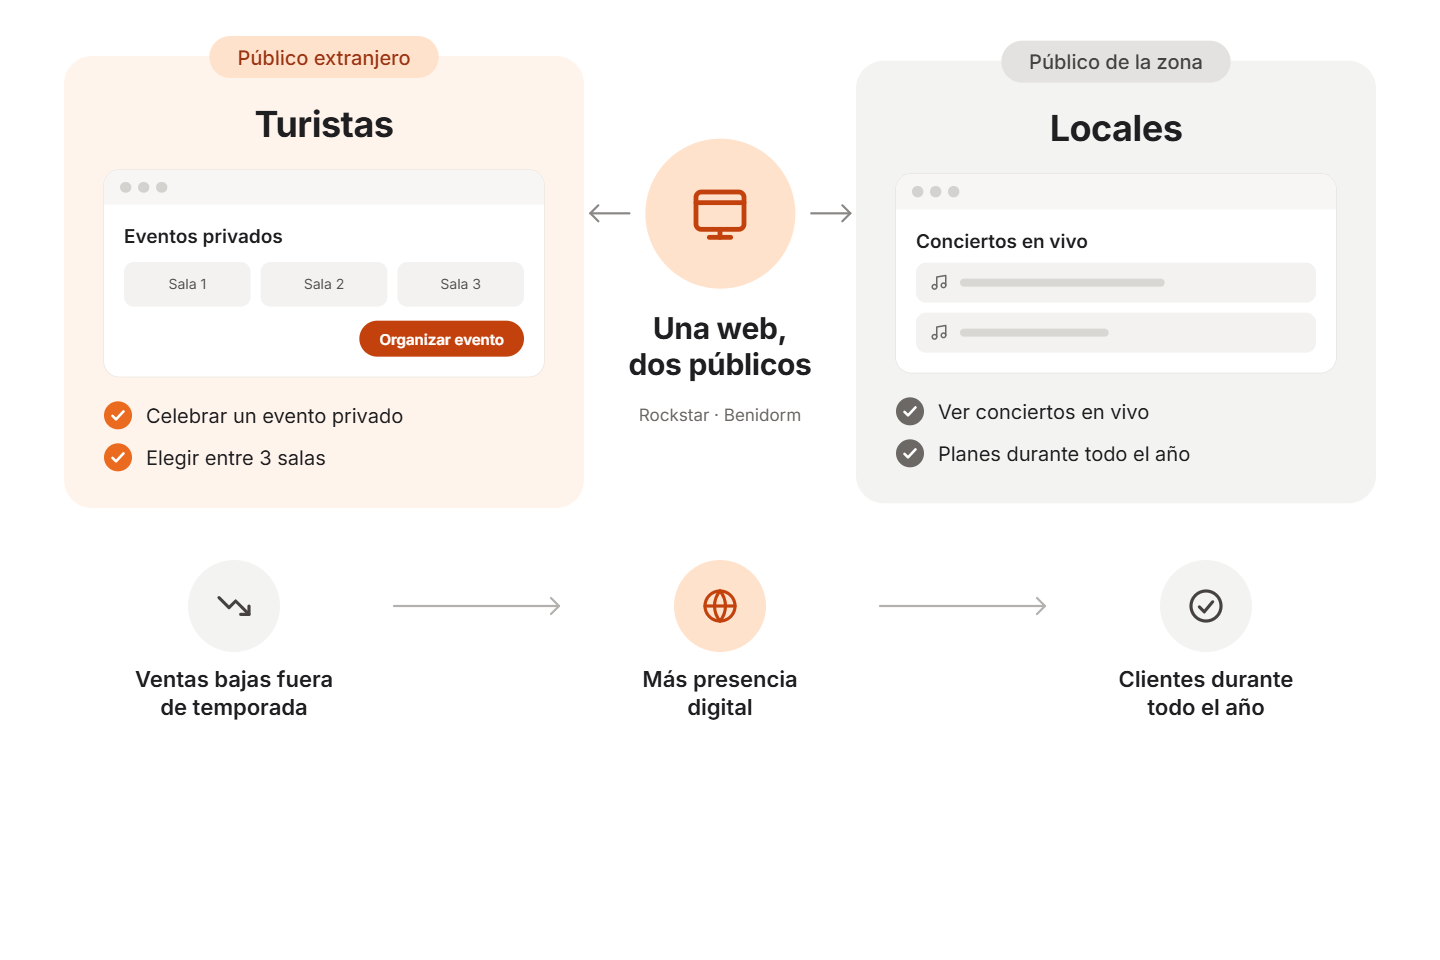 Público extranjero
Turistas
Eventos privados
Sala 1
Sala 2
Sala 3
Organizar evento
Celebrar un evento privado
Elegir entre 3 salas
Una web,
dos públicos
Rockstar · Benidorm
Público de la zona
Locales
Conciertos en vivo
Ver conciertos en vivo
Planes durante todo el año
Ventas bajas fuera
de temporada
Más presencia
digital
Clientes durante
todo el año